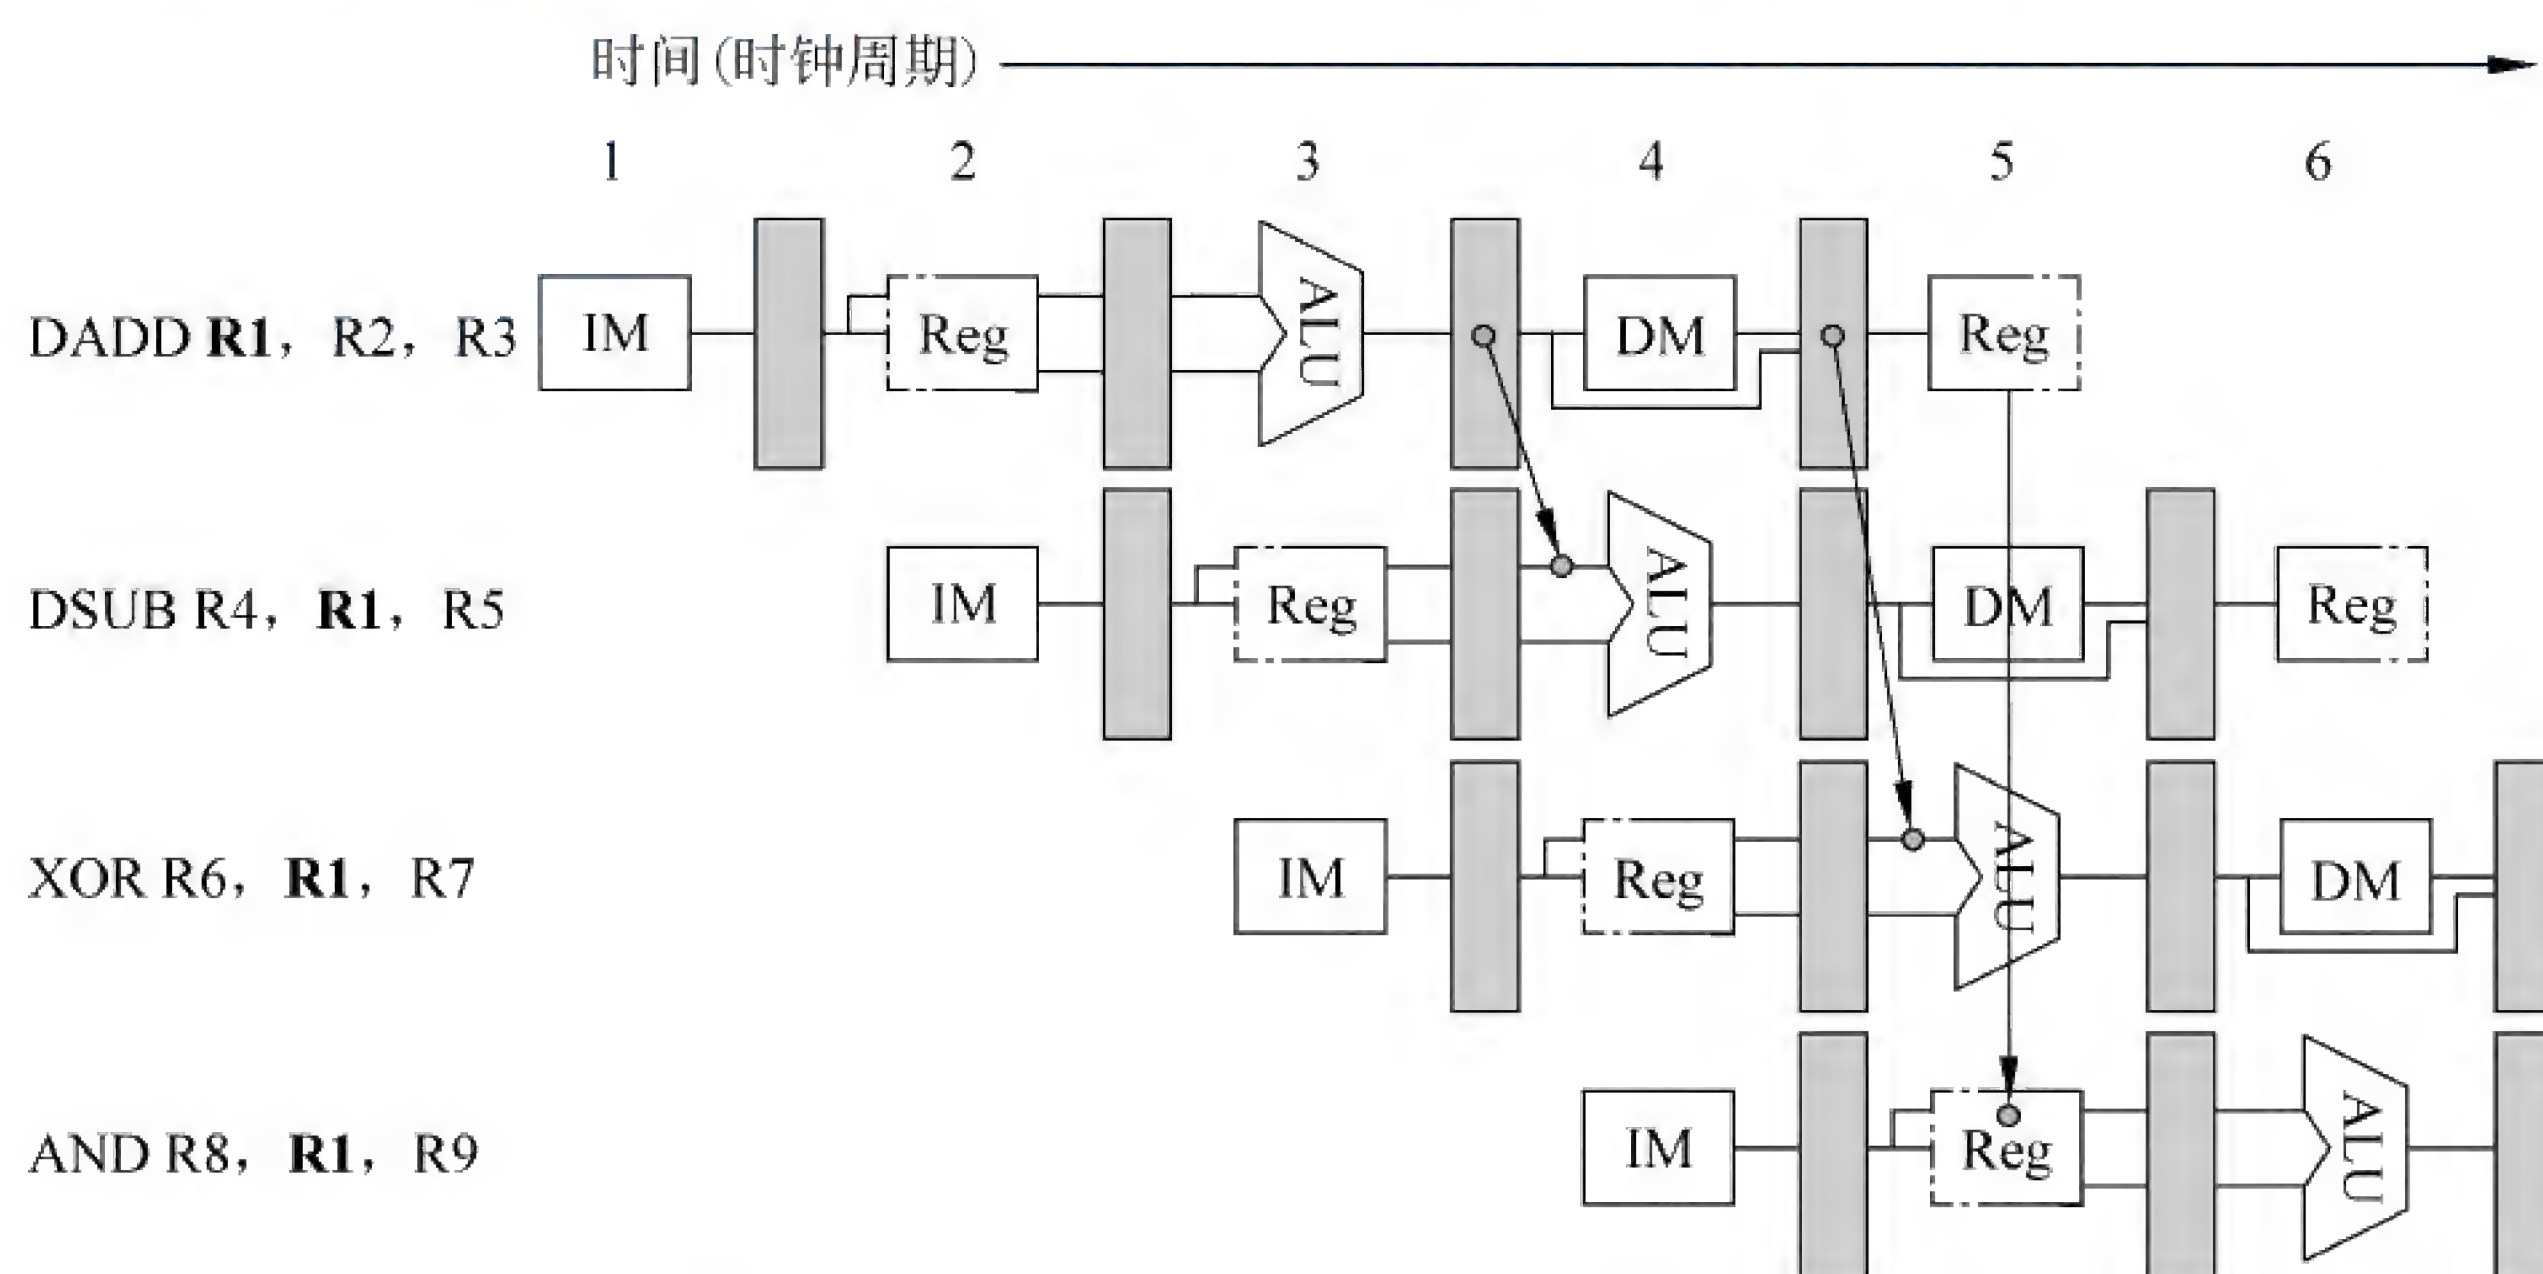 时间(时钟周期)
1 2 3 4 5 6
DADD R1, R2, R3 IM Reg ALU DM Reg
DSUB R4, R1, R5 IM Reg ALU DM Reg
XOR R6, R1, R7 IM Reg ALU DM
AND R8, R1, R9 IM Reg ALU